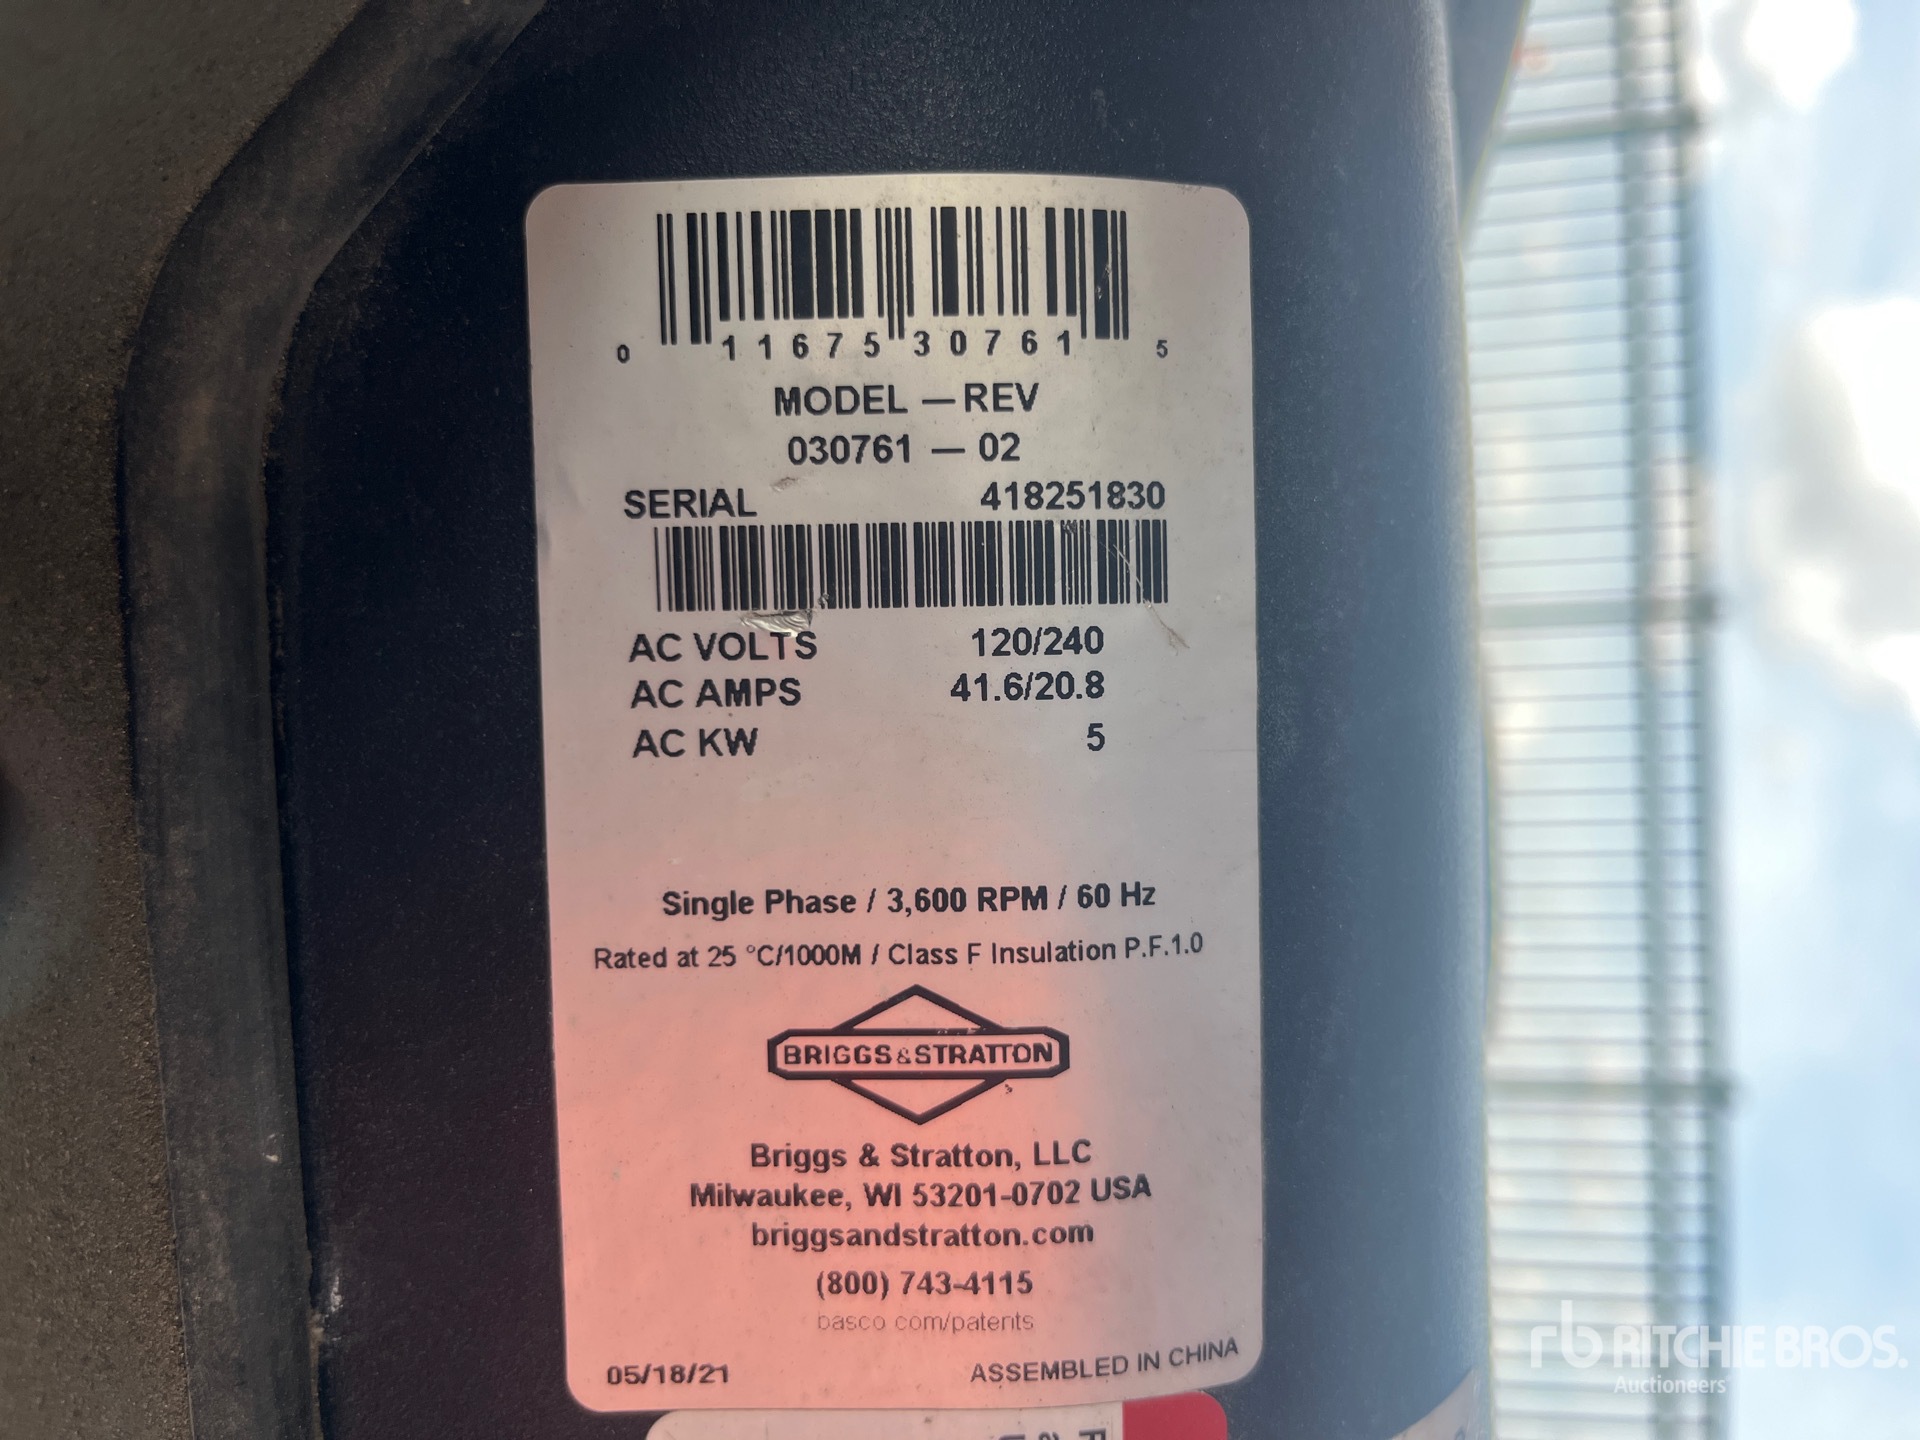 0 11675 30761 5
MODEL — REV
030761 — 02
SERIAL 418251830
AC VOLTS 120/240
AC AMPS 41.6/20.8
AC KW 5
Single Phase / 3,600 RPM / 60 Hz
Rated at 25 °C/1000M / Class F Insulation P.F.1.0
BRIGGS&STRATTON
Briggs & Stratton, LLC
Milwaukee, WI 53201-0702 USA
briggsandstratton.com
(800) 743-4115
basco com/patents
05/18/21 ASSEMBLED IN CHINA
rb RITCHIE BROS.
Auctioneers